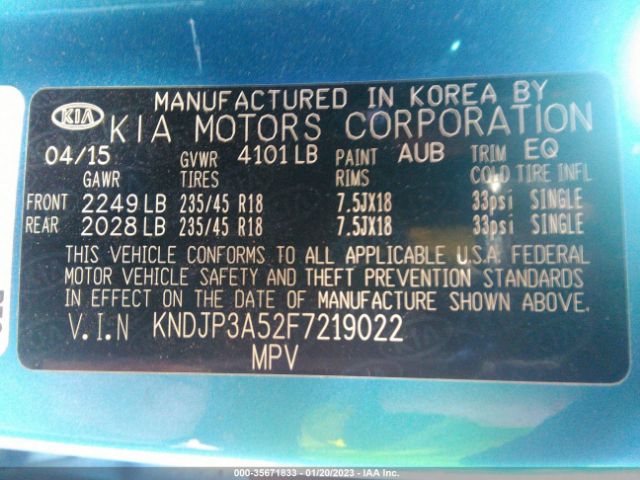 MANUFACTURED IN KOREA BY
KIA KIA MOTORS CORPORATION
04/15 GVWR 4101 LB PAINT AUB TRIM EQ
GAWR TIRES RIMS COLD TIRE INFL
FRONT 2249 LB 235/45 R18 7.5JX18 33psi SINGLE
REAR 2028 LB 235/45 R18 7.5JX18 33psi SINGLE
THIS VEHICLE CONFORMS TO ALL APPLICABLE U.S.A. FEDERAL
MOTOR VEHICLE SAFETY AND THEFT PREVENTION STANDARDS
IN EFFECT ON THE DATE OF MANUFACTURE SHOWN ABOVE.
V.I.N KNDJP3A52F7219022
MPV
000-35671833 - 01/20/2023 - IAA Inc.